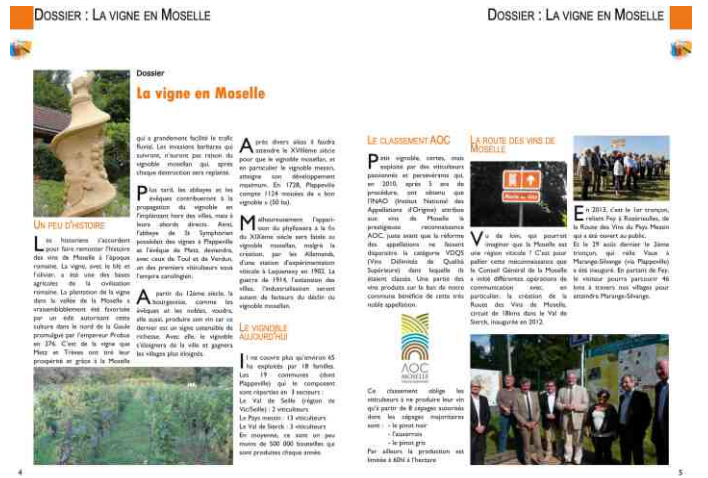 DOSSIER : LA VIGNE EN MOSELLE
DOSSIER : LA VIGNE EN MOSELLE
Dossier
La vigne en Moselle
UN PEU D'HISTOIRE
Les historiens s'accordent
pour faire remonter l'histoire
des vins de Moselle à l'époque
romaine. La vigne, avec le blé et
l'olivier, a été une des bases
agricoles de la civilisation
romaine. La plantation de la vigne
dans la vallée de la Moselle a
vraisemblablement été favorisée
par un édit autorisant cette
culture dans le nord de la Gaule
promulgué par l'empereur Probus
en 276. C'est de la vigne que
Metz et Trèves ont tiré leur
prospérité et grâce à la Moselle
qui a grandement facilité le trafic
fluvial. Les invasions barbares qui
suivirent, n'auront pas raison du
vignoble mosellan qui, après
chaque destruction sera replanté.
Plus tard, les abbayes et les
évêques contribuèrent à la
propagation du vignoble en
l'implantant hors des villes, mais à
leurs abords directs. Ainsi,
l'abbaye de St Symphorien
possédait des vignes à Plappeville
et l'évêque de Metz, deviendra,
avec ceux de Toul et de Verdun,
un des premiers viticulteurs sous
l'empire carolingien.
A partir du 12ème siècle, la
bourgeoisie, comme les
évêques et les nobles, voudra,
elle aussi, produire son vin car ce
dernier est un signe ostensible de
richesse. Avec elle, le vignoble
s'éloignera de la ville et gagnera
les villages plus éloignés.
Après divers aléas il faudra
attendre le XVIIIème siècle
pour que le vignoble mosellan, et
en particulier le vignoble messin,
atteigne son développement
maximum. En 1728, Plappeville
compte 1124 mouées de « bon
vignoble » (50 ha).
Malheureusement l'appari-
tion du phylloxera à la fin
du XIXème siècle sera fatale au
vignoble mosellan, malgré la
création, par les Allemands,
d'une station d'expérimentation
viticole à Laquenexy en 1902. La
guerre de 1914, l'extension des
villes, l'industrialisation seront
autant de facteurs du déclin du
vignoble mosellan.
LE VIGNOBLE
AUJOURD'HUI
Il ne couvre plus qu'environ 65
ha exploités par 18 familles.
Les 19 communes (dont
Plappeville) qui le composent
sont réparties en 3 secteurs :
Le Val de Seille (région de
Vic/Seille) : 2 viticulteurs
Le Pays messin : 13 viticulteurs
Le Val de Sierck : 3 viticulteurs
En moyenne, ce sont un peu
moins de 500 000 bouteilles qui
sont produites chaque année.
LE CLASSEMENT AOC
Petit vignoble, certes, mais
exploité par des viticulteurs
passionnés et persévérants qui,
en 2010, après 5 ans de
procédure, ont obtenu que
l'INAO (Institut National des
Appellations d'Origine) attribue
aux vins de Moselle la
prestigieuse reconnaissance
AOC, juste avant que la réforme
des appellations ne fassent
disparaître la catégorie VDQS
(Vins Délimités de Qualité
Supérieure) dans laquelle ils
étaient classés. Une partie des
vins produits sur le ban de notre
commune bénéficie de cette très
noble appellation.
AOC
MOSELLE
Ce classement oblige les
viticulteurs à ne produire leur vin
qu'à partir de 8 cépages autorisés
dont les cépages majoritaires
sont : - le pinot noir
- l'auxerrois
- le pinot gris
Par ailleurs la production est
limitée à 60hl à l'hectare
LA ROUTE DES VINS DE
MOSELLE
Vu de loin, qui pourrait
imaginer que la Moselle est
une région viticole ? C'est pour
pallier cette méconnaissance que
le Conseil Général de la Moselle
a initié différentes opérations de
communication avec, en
particulier, la création de la
Route des Vins de Moselle,
circuit de 18kms dans le Val de
Sierck, inaugurée en 2012.
En 2013, c'est le 1er tronçon,
reliant Fey à Rozérieulles, de
la Route des Vins du Pays Messin
qui a été ouvert au public.
Et le 29 août dernier le 2ème
tronçon, qui relie Vaux à
Marange-Silvange (via Plappeville)
a été inauguré. En partant de Fey,
le visiteur pourra parcourir 46
kms à travers nos villages pour
atteindre Marange-Silvange.
4
5